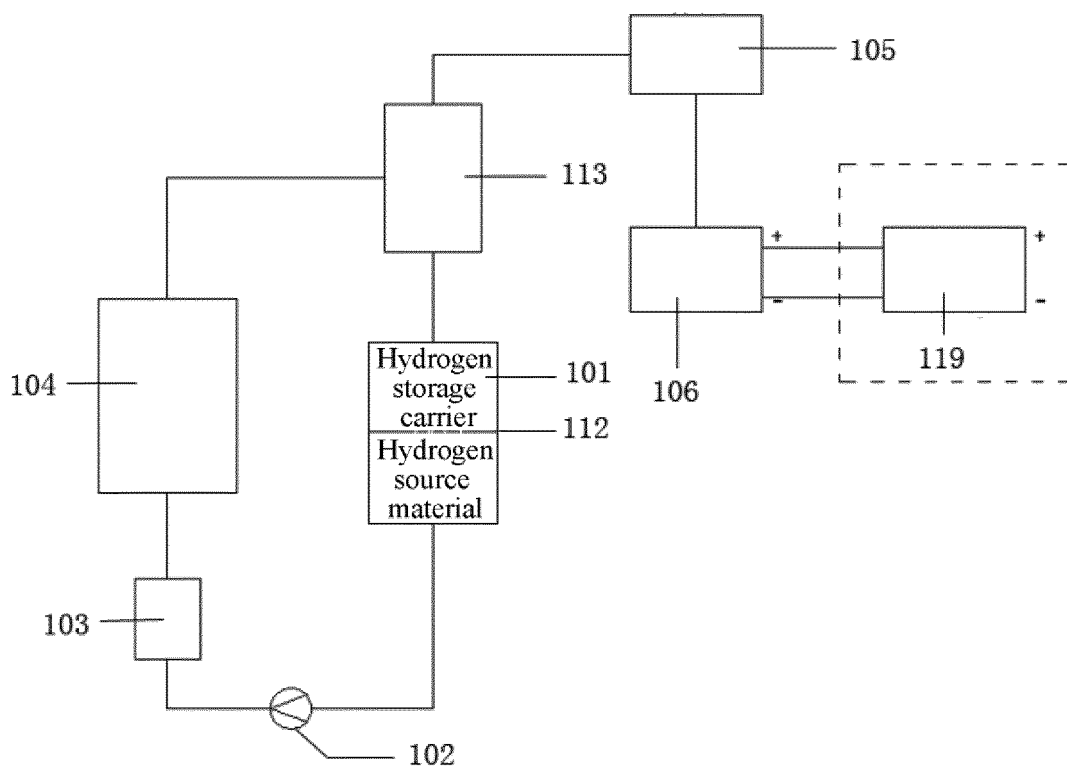 105
113
+
+
-
-
119
106
104
Hydrogen
storage
carrier
101
112
Hydrogen
source
material
103
102